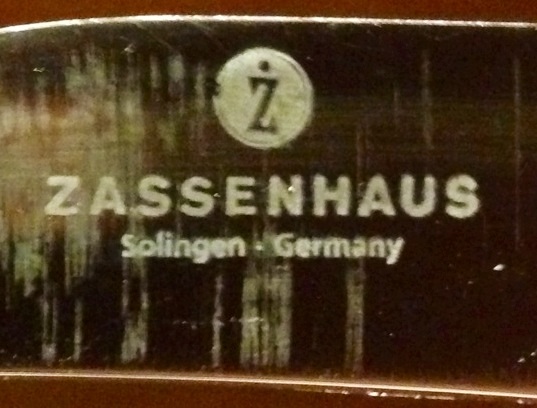 Ż
ZASSENHAUS
Solingen · Germany